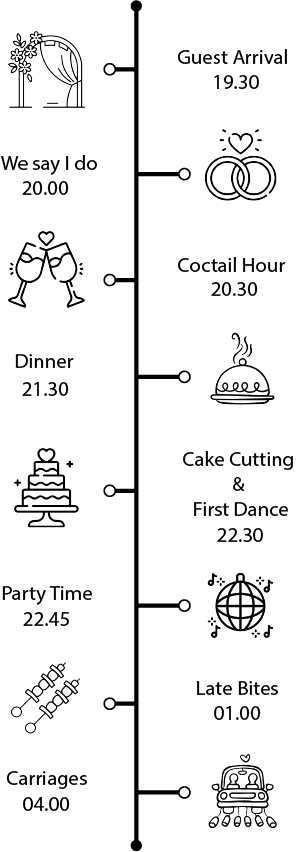 Guest Arrival
19.30
We say I do
20.00
Coctail Hour
20.30
Dinner
21.30
Cake Cutting
&
First Dance
22.30
Party Time
22.45
Late Bites
01.00
Carriages
04.00